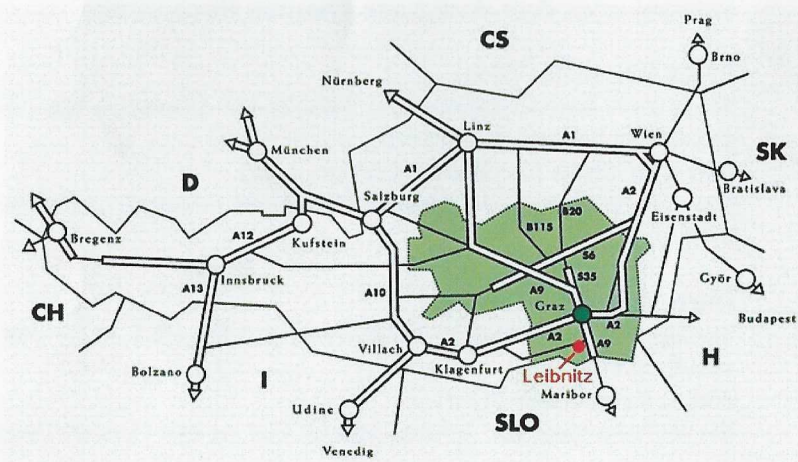 Prag
CS
Brno
Nürnberg
Linz
A1
Wien
München
A1
SK
D
A2
Bratislava
Salzburg
B20
Eisenstadt
B115
Bregenz
A12
Kufstein
S6
Innsbruck
S35
Györ
A13
A10
A9
CH
Graz
Budapest
A2
Villach
A2
A2
A9
H
Klagenfurt
Bolzano
I
Leibnitz
Maribor
Udine
SLO
Venedig